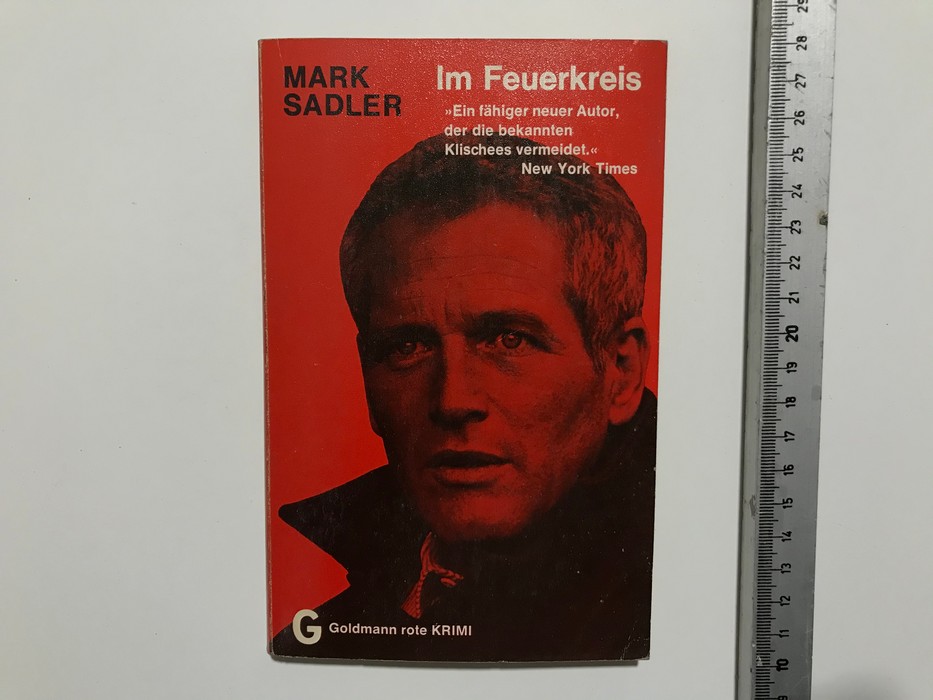 MARK
SADLER
Im Feuerkreis
»Ein fähiger neuer Autor,
der die bekannten
Klischees vermeidet.«
New York Times
G Goldmann rote KRIMI
29
28
27
26
25
24
23
22
21
20
19
18
17
16
15
14
13
12
11
10
9